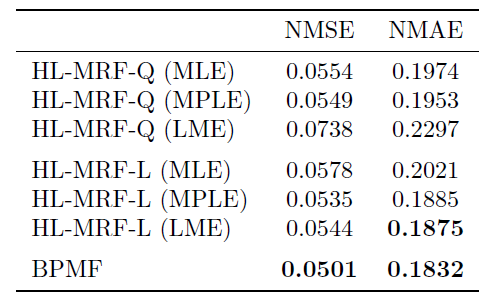 NMSE NMAE
HL-MRF-Q (MLE) 0.0554 0.1974
HL-MRF-Q (MPLE) 0.0549 0.1953
HL-MRF-Q (LME) 0.0738 0.2297
HL-MRF-L (MLE) 0.0578 0.2021
HL-MRF-L (MPLE) 0.0535 0.1885
HL-MRF-L (LME) 0.0544 0.1875
BPMF 0.0501 0.1832